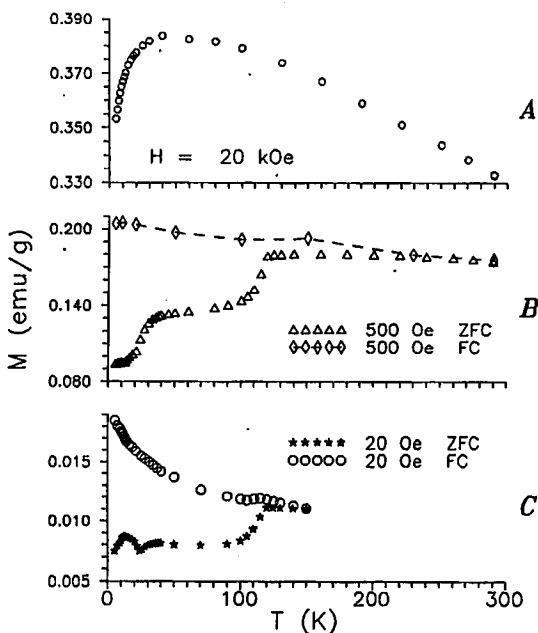 0.390
0.370
0.350
0.330
H = 20 kOe
A
M (emu/g)
0.200
0.140
0.080
500 Oe ZFC
500 Oe FC
B
0.015
0.010
0.005
20 Oe ZFC
20 Oe FC
C
0 100 200 300
T (K)